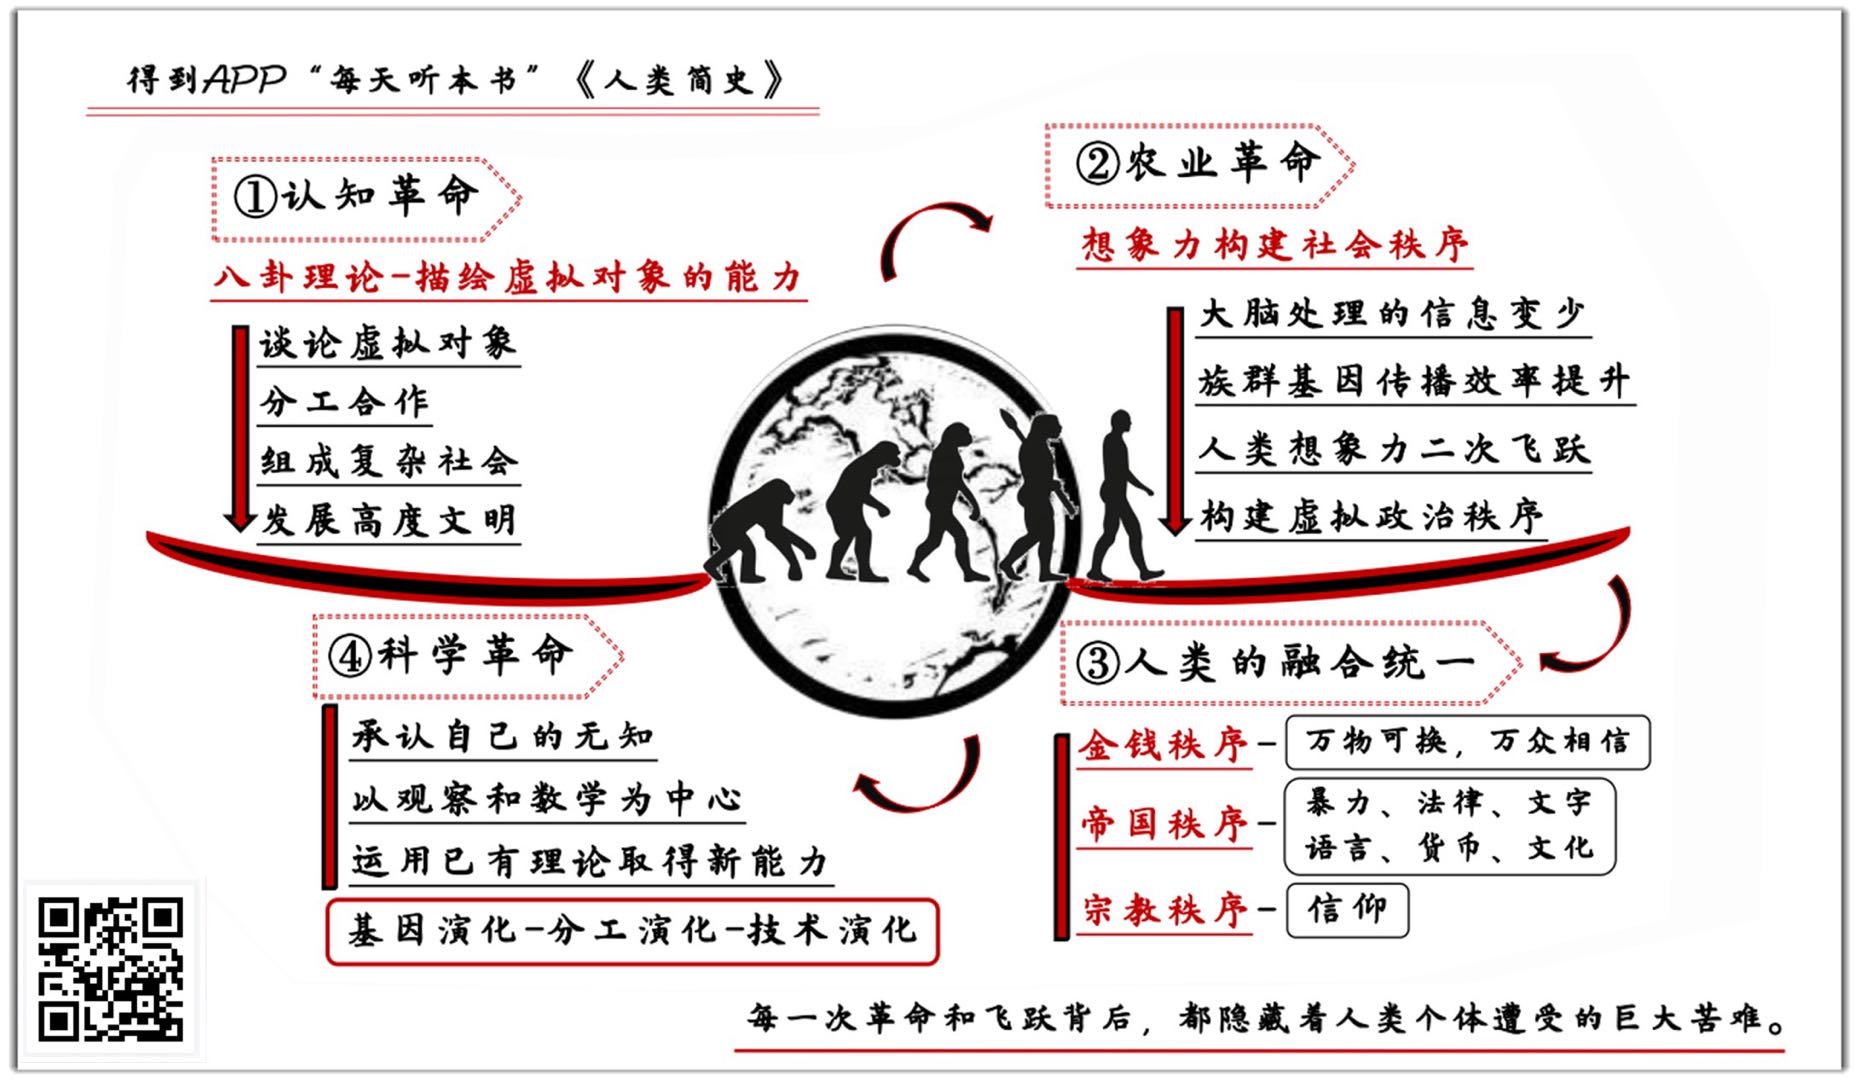 得到APP“每天听本书”《人类简史》
①认知革命
八卦理论-描绘虚拟对象的能力
谈论虚拟对象
分工合作
组成复杂社会
发展高度文明
②农业革命
想象力构建社会秩序
大脑处理的信息变少
族群基因传播效率提升
人类想象力二次飞跃
构建虚拟政治秩序
③人类的融合统一
金钱秩序-万物可换，万众相信
帝国秩序-暴力、法律、文字
语言、货币、文化
宗教秩序-信仰
④科学革命
承认自己的无知
以观察和数学为中心
运用已有理论取得新能力
基因演化-分工演化-技术演化
每一次革命和飞跃背后，都隐藏着人类个体遭受的巨大苦难。